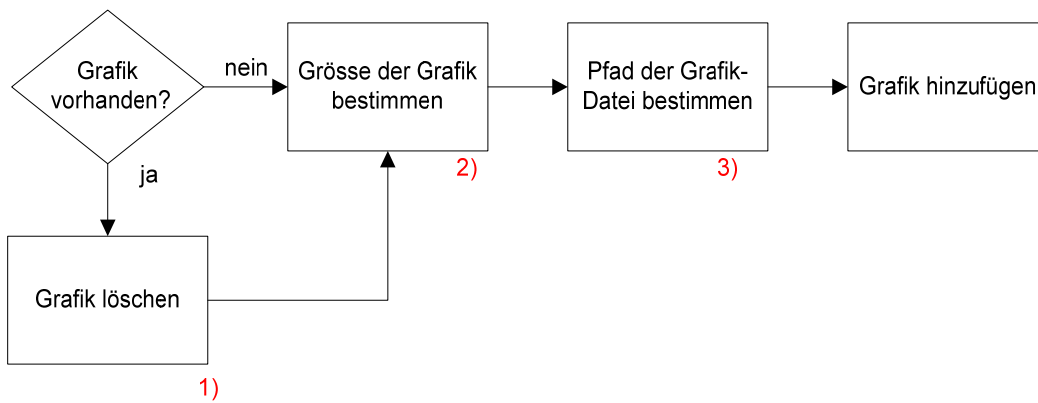 Grafik
vorhanden?
nein
Grösse der Grafik
bestimmen
2)
Pfad der Grafik-
Datei bestimmen
3)
Grafik hinzufügen
ja
Grafik löschen
1)